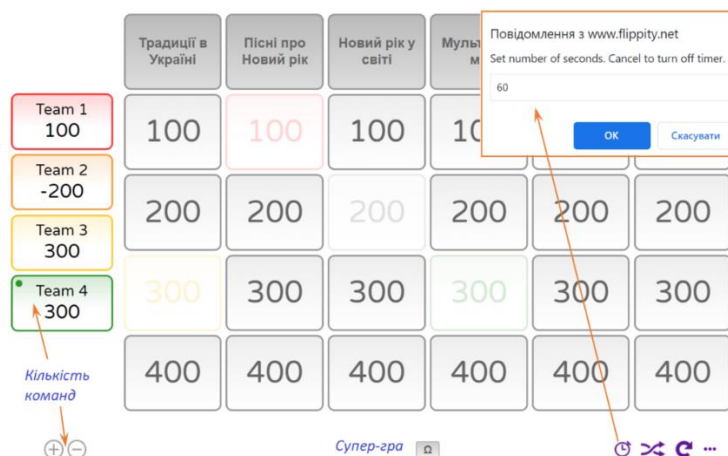 Традиції в
Україні
Пісні про
Новий рік
Новий рік у
світі
Повідомлення з www.flippity.net
Set number of seconds. Cancel to turn off timer.
60
ОК
Скасувати
Team 1
100
Team 2
-200
Team 3
300
Team 4
300
100
100
100
200
200
200
200
200
200
300
300
300
300
300
300
400
400
400
400
400
400
Кількість
команд
Супер-гра
Ω